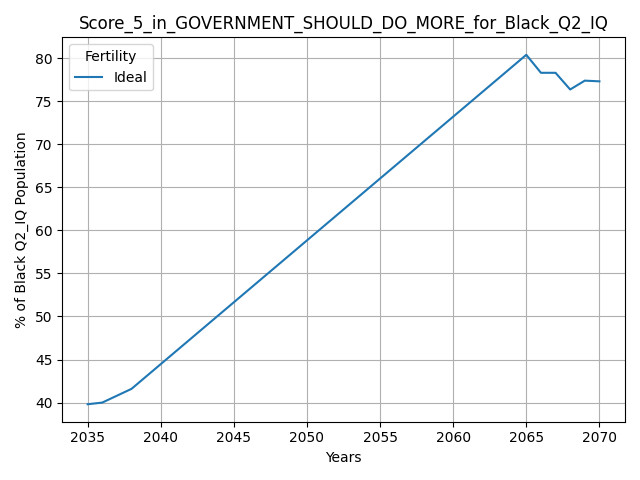 Score_5_in_GOVERNMENT_SHOULD_DO_MORE_for_Black_Q2_IQ
Fertility
Ideal
% of Black Q2_IQ Population
80
75
70
65
60
55
50
45
40
2035 2040 2045 2050 2055 2060 2065 2070
Years